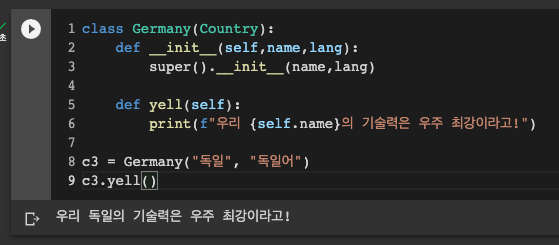 초
1 class Germany(Country):
2     def __init__(self,name,lang):
3         super().__init__(name,lang)
4
5     def yell(self):
6         print(f"우리 {self.name}의 기술력은 우주 최강이라고!")
7
8 c3 = Germany("독일", "독일어")
9 c3.yell()
우리 독일의 기술력은 우주 최강이라고!